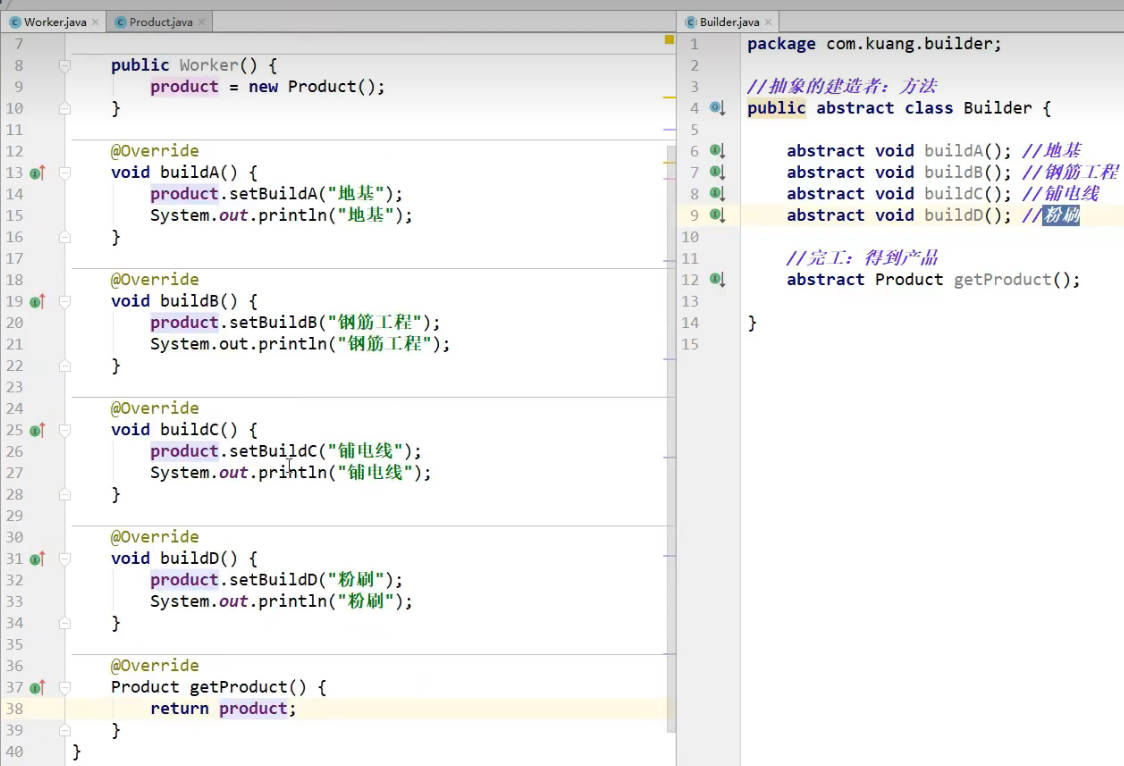 Worker.java
Product.java
7
8 public Worker() {
9 product = new Product();
10 }
11
12 @Override
13 void buildA() {
14 product.setBuildA("地基");
15 System.out.println("地基");
16 }
17
18 @Override
19 void buildB() {
20 product.setBuildB("钢筋工程");
21 System.out.println("钢筋工程");
22 }
23
24 @Override
25 void buildC() {
26 product.setBuildC("铺电线");
27 System.out.println("铺电线");
28 }
29
30 @Override
31 void buildD() {
32 product.setBuildD("粉刷");
33 System.out.println("粉刷");
34 }
35
36 @Override
37 Product getProduct() {
38 return product;
39 }
40 }
Builder.java
1 package com.kuang.builder;
2
3 //抽象的建造者：方法
4 public abstract class Builder {
5
6 abstract void buildA(); //地基
7 abstract void buildB(); //钢筋工程
8 abstract void buildC(); //铺电线
9 abstract void buildD(); //粉刷
10
11 //完工：得到产品
12 abstract Product getProduct();
13
14 }
15